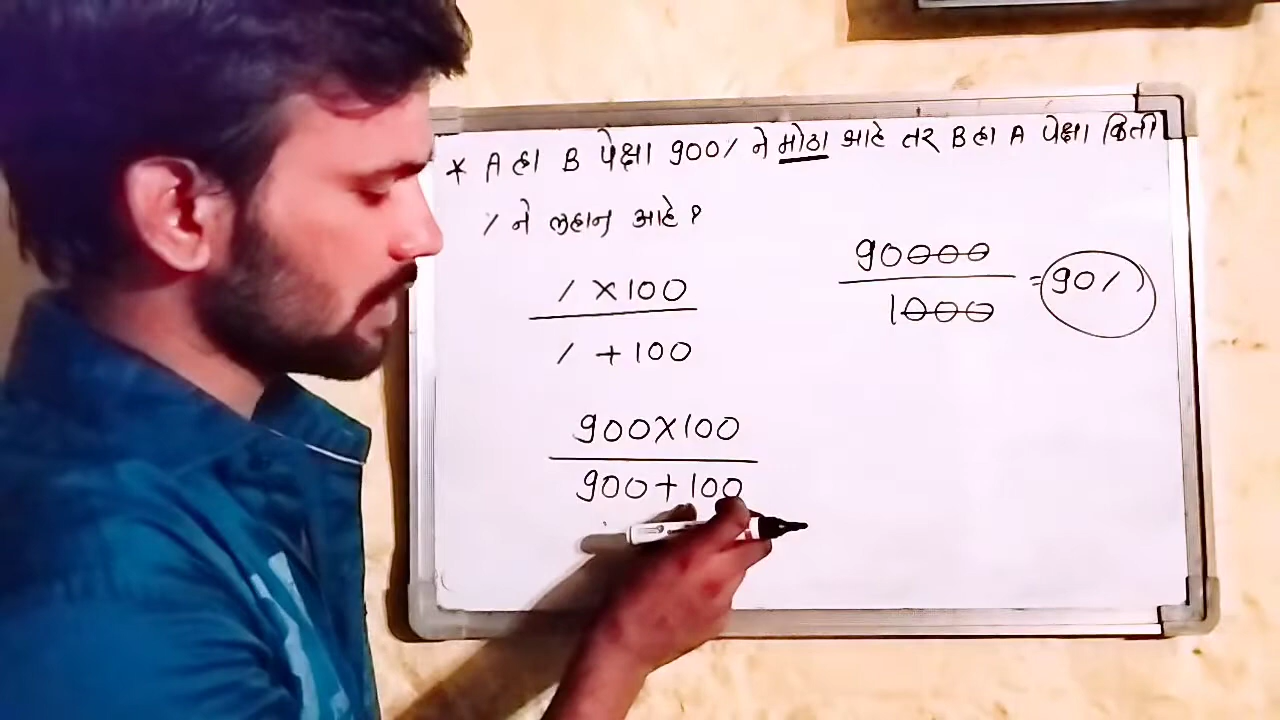 * A हा B पेक्षा 900% ने मोठा आहे तर B हा A पेक्षा किती
% ने लहान आहे ?
% × 100
% + 100
900×100
900+100
90000
1000
= 90%